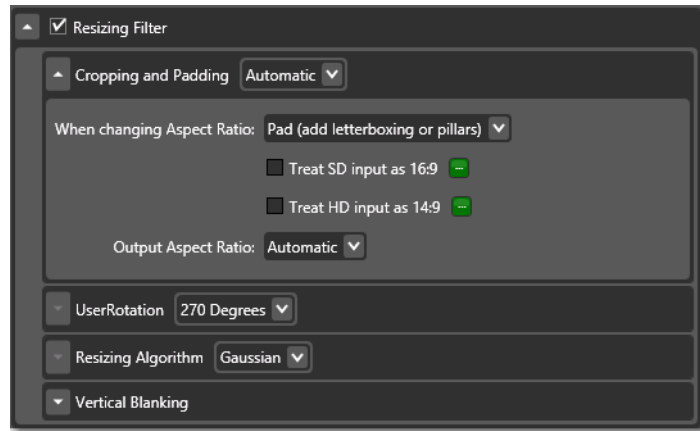 Resizing Filter
Cropping and Padding Automatic
When changing Aspect Ratio: Pad (add letterboxing or pillars)
Treat SD input as 16:9
Treat HD input as 14:9
Output Aspect Ratio: Automatic
UserRotation 270 Degrees
Resizing Algorithm Gaussian
Vertical Blanking